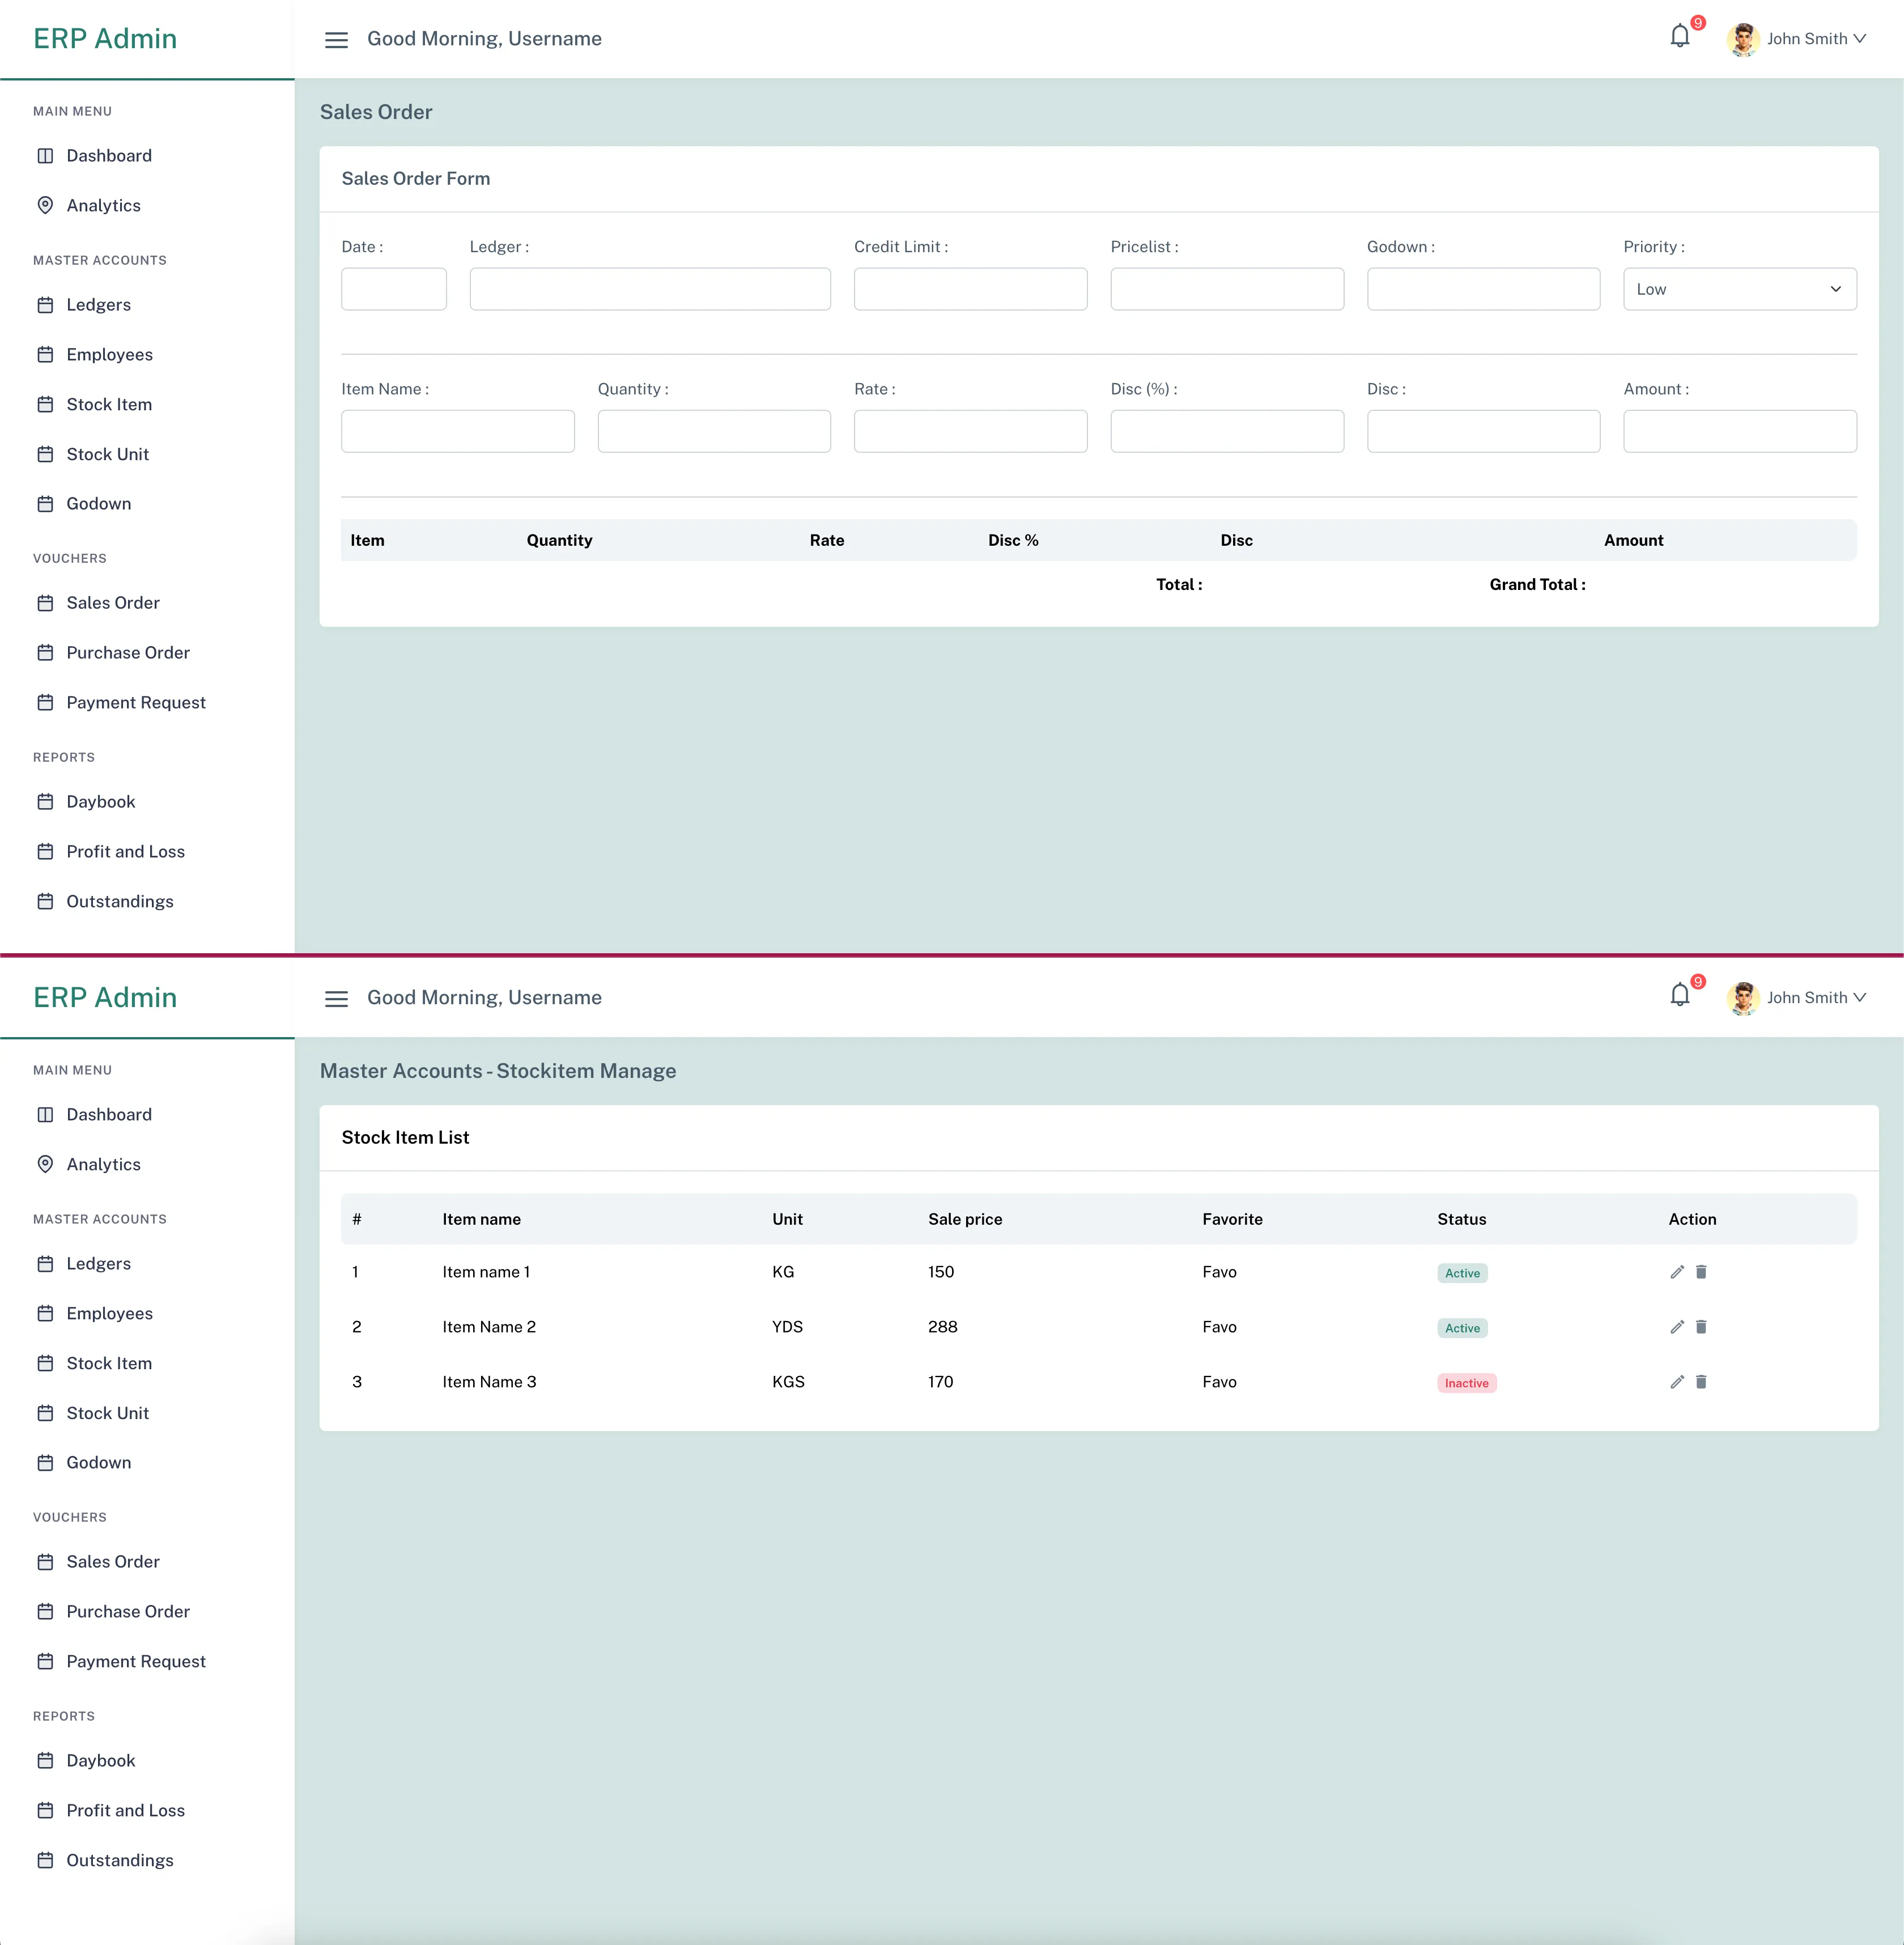 ERP Admin
Good Morning, Username
9
John Smith
MAIN MENU
Dashboard
Analytics
MASTER ACCOUNTS
Ledgers
Employees
Stock Item
Stock Unit
Godown
VOUCHERS
Sales Order
Purchase Order
Payment Request
REPORTS
Daybook
Profit and Loss
Outstandings
Sales Order
Sales Order Form
Date : Ledger : Credit Limit : Pricelist : Godown : Priority :
Low
Item Name : Quantity : Rate : Disc (%) : Disc : Amount :
Item Quantity Rate Disc % Disc Amount
Total : Grand Total :
ERP Admin
Good Morning, Username
9
John Smith
MAIN MENU
Dashboard
Analytics
MASTER ACCOUNTS
Ledgers
Employees
Stock Item
Stock Unit
Godown
VOUCHERS
Sales Order
Purchase Order
Payment Request
REPORTS
Daybook
Profit and Loss
Outstandings
Master Accounts - Stockitem Manage
Stock Item List
# Item name Unit Sale price Favorite Status Action
1 Item name 1 KG 150 Favo Active
2 Item Name 2 YDS 288 Favo Active
3 Item Name 3 KGS 170 Favo Inactive